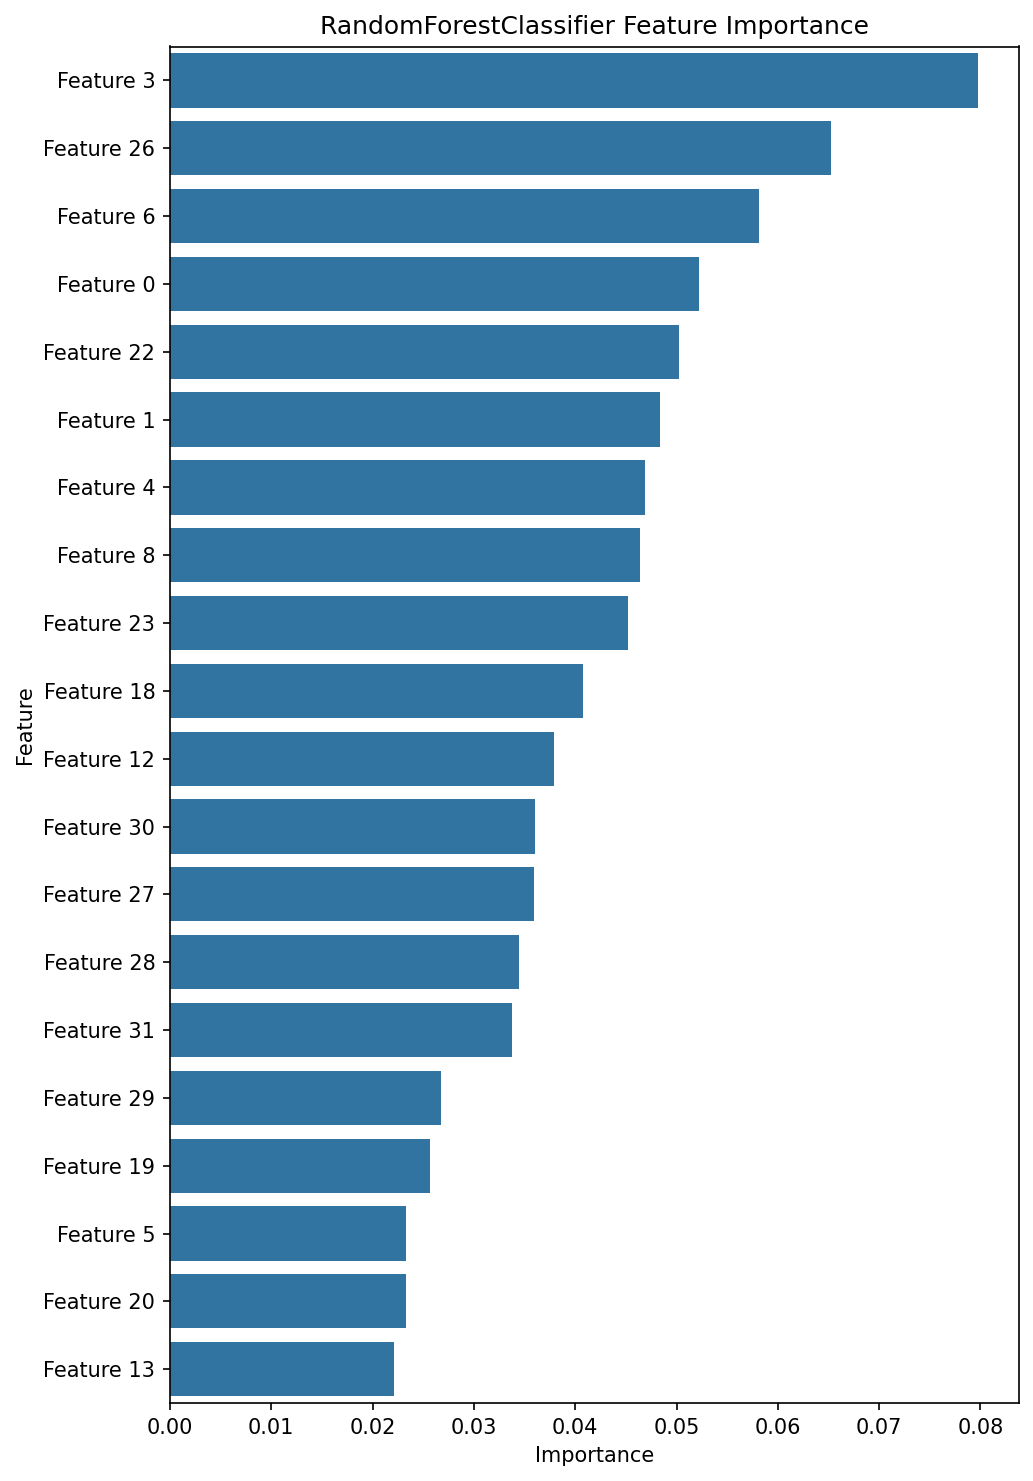 RandomForestClassifier Feature Importance
Feature 3
Feature 26
Feature 6
Feature 0
Feature 22
Feature 1
Feature 4
Feature 8
Feature 23
Feature 18
Feature 12
Feature 30
Feature 27
Feature 28
Feature 31
Feature 29
Feature 19
Feature 5
Feature 20
Feature 13
Feature
0.00 0.01 0.02 0.03 0.04 0.05 0.06 0.07 0.08
Importance